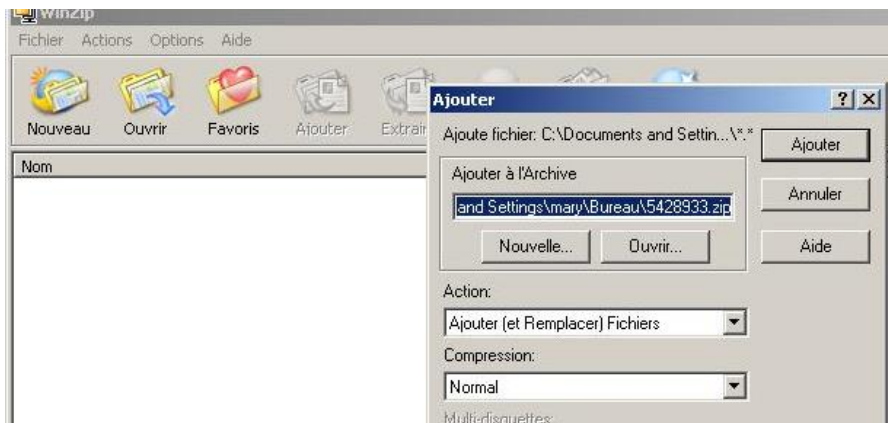 WinZip
Fichier Actions Options Aide
Nouveau Ouvrir Favoris Ajouter Extrair
Nom
Ajouter
Ajoute fichier: C:\Documents and Settin...\*.*
Ajouter
Ajouter à l'Archive
and Settings\mary\Bureau\5428933.zip
Annuler
Nouvelle... Ouvrir...
Aide
Action:
Ajouter (et Remplacer) Fichiers
Compression:
Normal
Multi-disquettes: